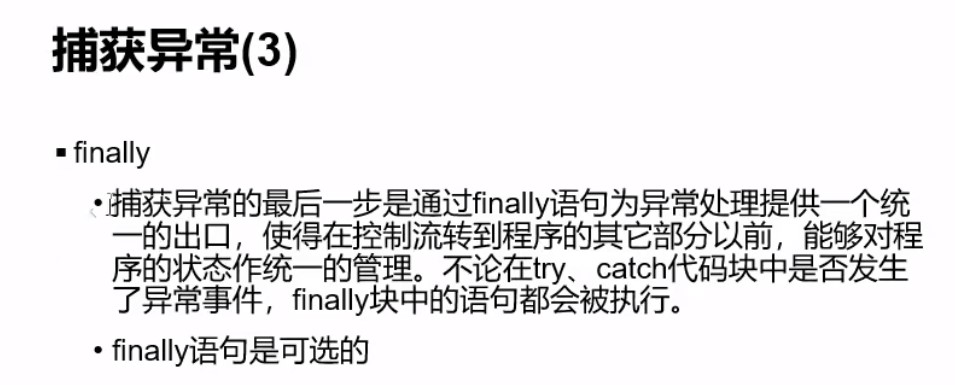 捕获异常(3)
▪ finally
• 捕获异常的最后一步是通过finally语句为异常处理提供一个统
一的出口，使得在控制流转到程序的其它部分以前，能够对程
序的状态作统一的管理。不论在try、catch代码块中是否发生
了异常事件，finally块中的语句都会被执行。
• finally语句是可选的